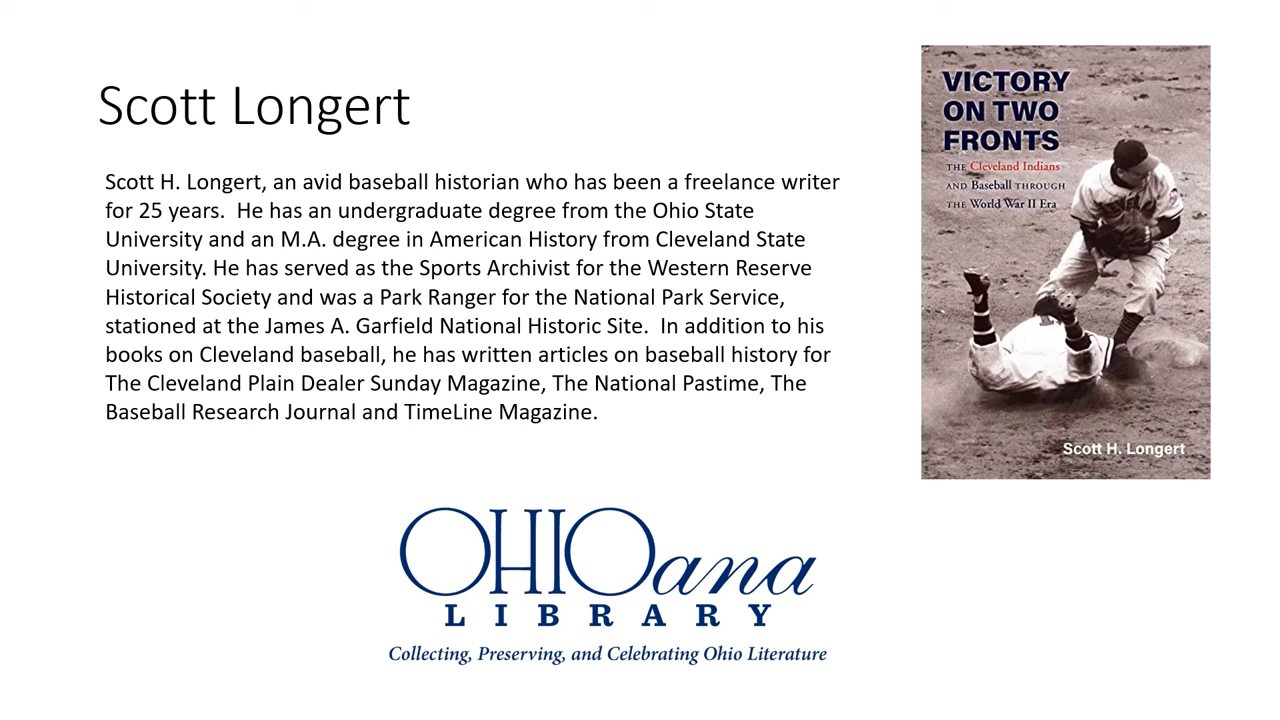 Scott Longert
Scott H. Longert, an avid baseball historian who has been a freelance writer
for 25 years.  He has an undergraduate degree from the Ohio State
University and an M.A. degree in American History from Cleveland State
University. He has served as the Sports Archivist for the Western Reserve
Historical Society and was a Park Ranger for the National Park Service,
stationed at the James A. Garfield National Historic Site.  In addition to his
books on Cleveland baseball, he has written articles on baseball history for
The Cleveland Plain Dealer Sunday Magazine, The National Pastime, The
Baseball Research Journal and TimeLine Magazine.
VICTORY
ON TWO
FRONTS
THE Cleveland Indians
AND Baseball THROUGH
THE World War II Era
Scott H. Longert
OHIOana
LIBRARY
Collecting, Preserving, and Celebrating Ohio Literature